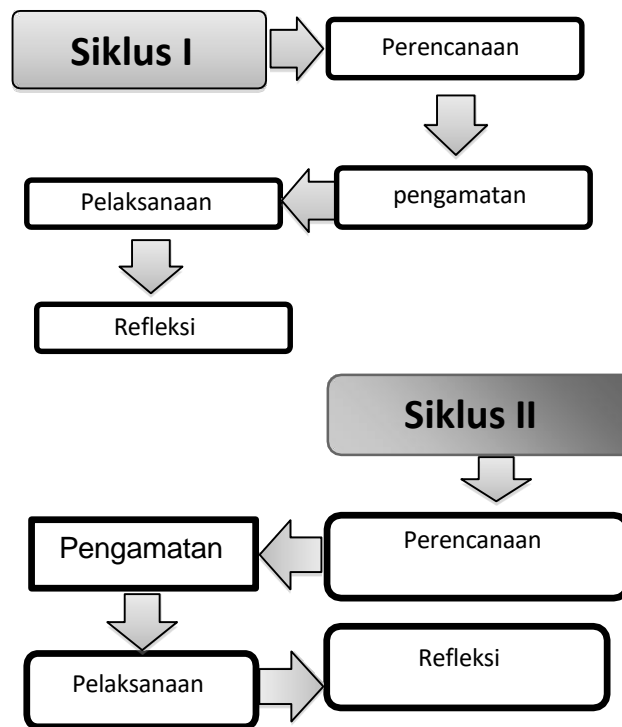 Siklus I
Perencanaan
pengamatan
Pelaksanaan
Refleksi
Siklus II
Perencanaan
Pengamatan
Pelaksanaan
Refleksi